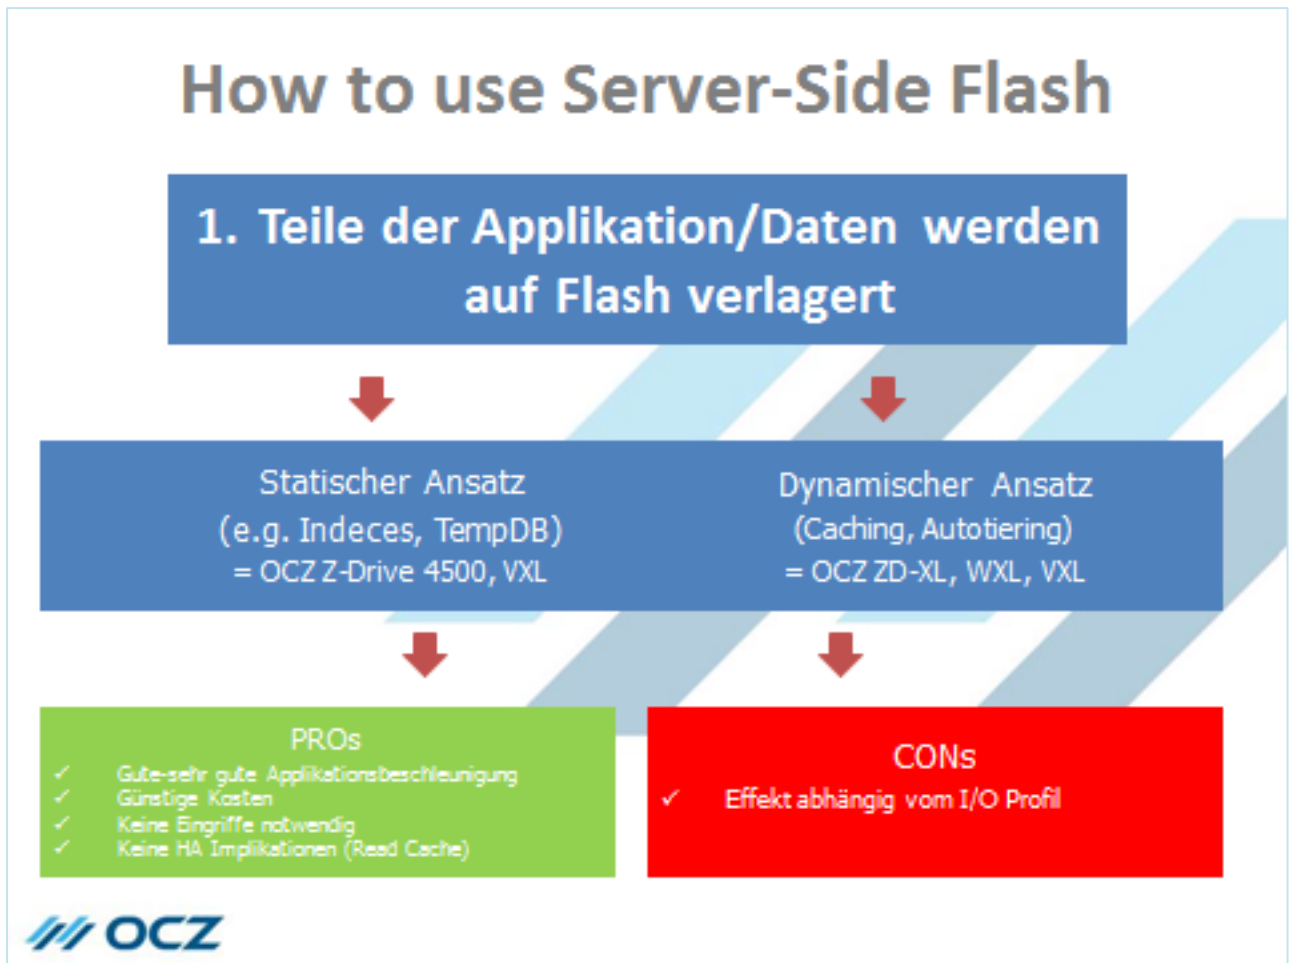 How to use Server-Side Flash
1. Teile der Applikation/Daten werden
auf Flash verlagert
Statischer Ansatz
(e.g. Indeces, TempDB)
= OCZ Z-Drive 4500, VXL
Dynamischer Ansatz
(Caching, Autotiering)
= OCZ ZD-XL, WXL, VXL
PROs
✓ Gute-sehr gute Applikationsbeschleunigung
✓ Günstige Kosten
✓ Keine Eingriffe notwendig
✓ Keine HA Implikationen (Read Cache)
CONs
✓ Effekt abhängig vom I/O Profil
OCZ